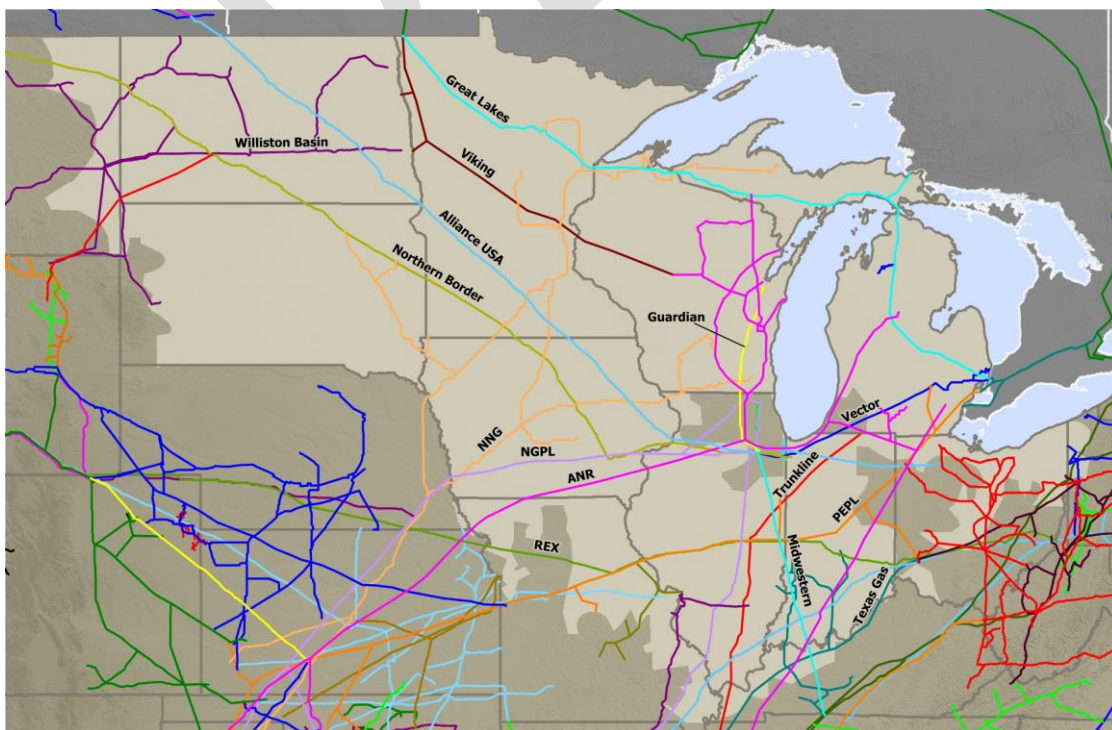 Great Lakes
Williston Basin
Viking
Alliance USA
Northern Border
Guardian
Vector
NNG
NGPL
ANR
Trunkline
PEPL
REX
Midwestern
Texas Gas